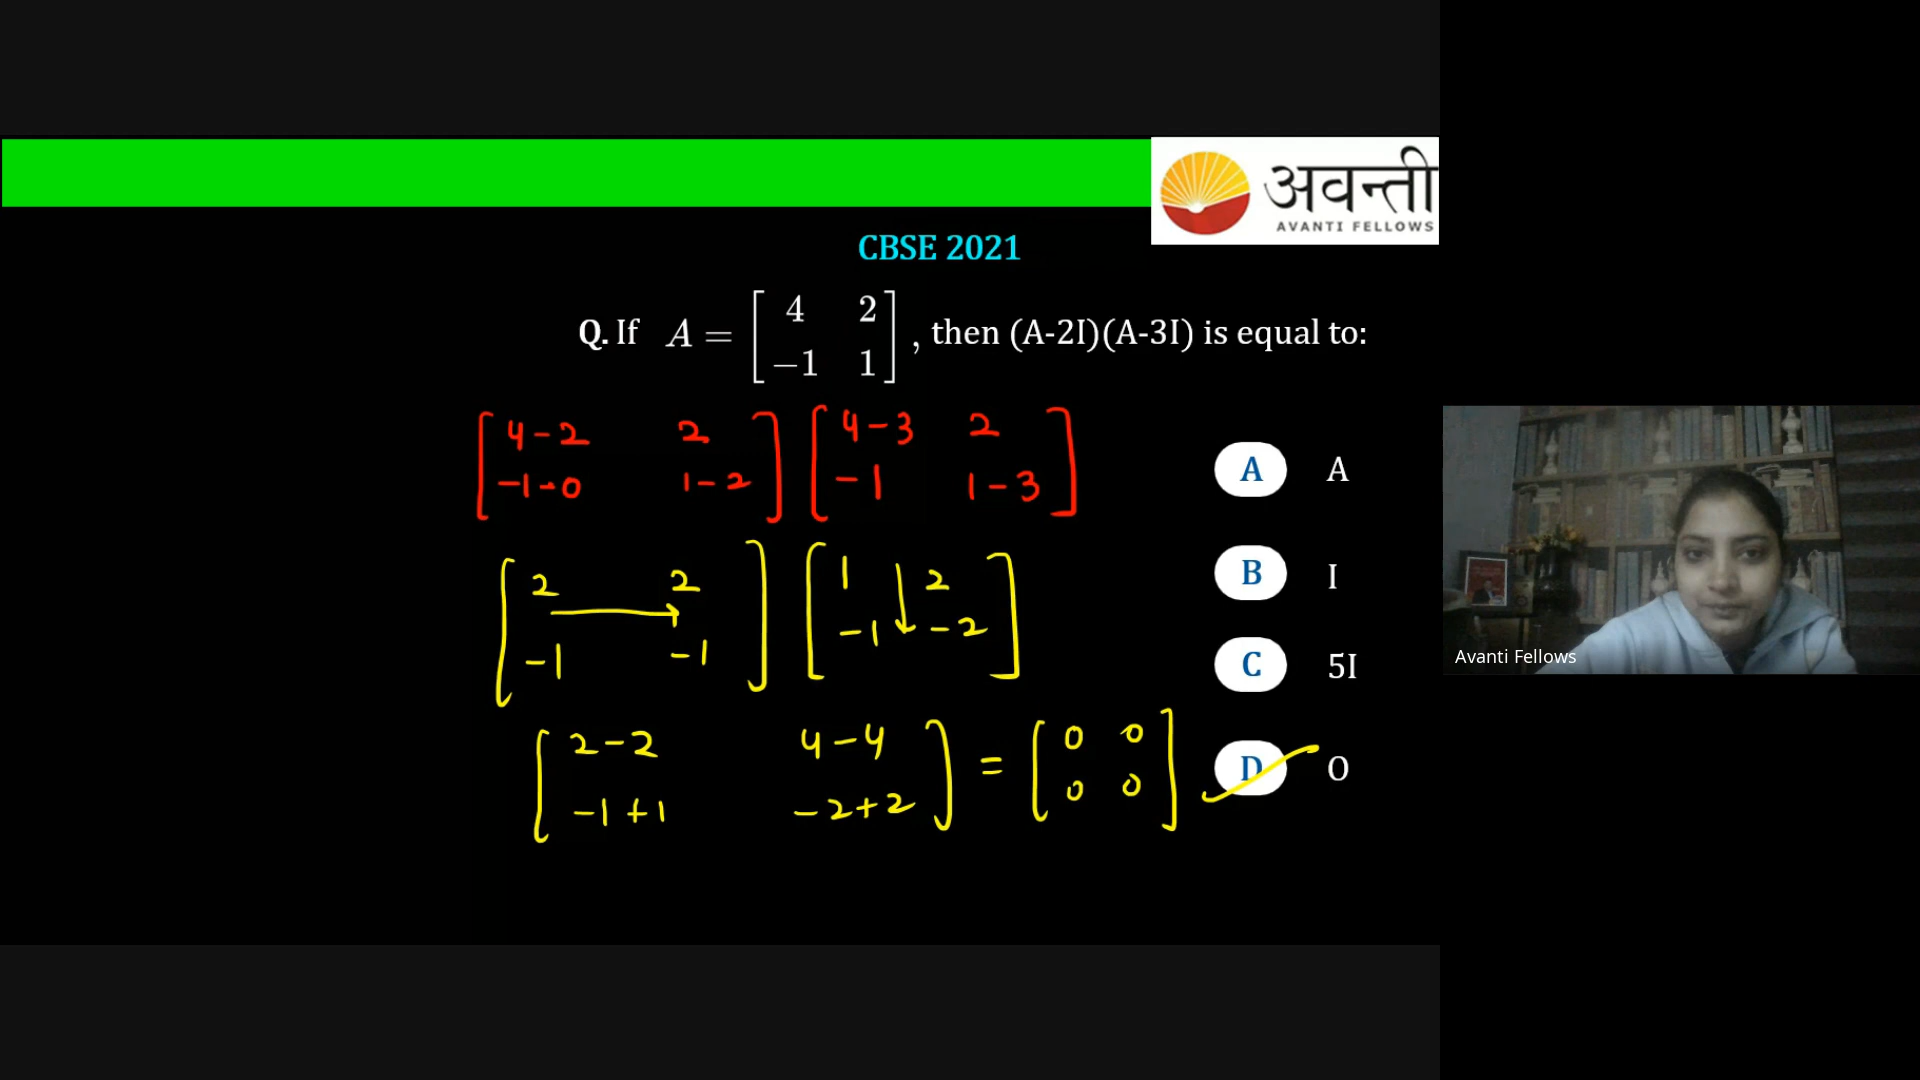 अवन्ती
AVANTI FELLOWS
CBSE 2021
Q. If A = [ 4 2 ; −1 1 ] , then (A-2I)(A-3I) is equal to:
[ 4-2 2 ; -1-0 1-2 ] [ 4-3 2 ; -1 1-3 ]
[ 2 2 ; -1 -1 ] [ 1 2 ; -1 -2 ]
[ 2-2 4-4 ; -1+1 -2+2 ] = [ 0 0 ; 0 0 ]
A A
B I
C 5I
D O
Avanti Fellows